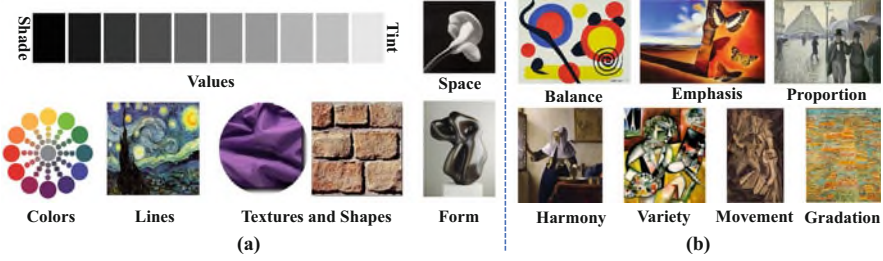 Shade
Tint
Values
Space
Colors
Lines
Textures and Shapes
Form
(a)
Balance
Emphasis
Proportion
Harmony
Variety
Movement
Gradation
(b)